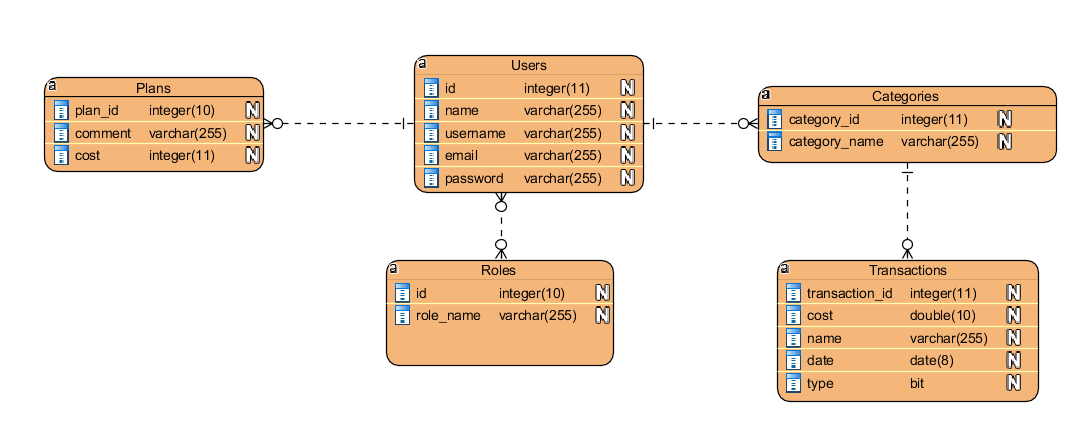 a Plans
plan_id integer(10) N
comment varchar(255) N
cost integer(11) N
a Users
id integer(11) N
name varchar(255) N
username varchar(255) N
email varchar(255) N
password varchar(255) N
a Categories
category_id integer(11) N
category_name varchar(255) N
a Roles
id integer(10) N
role_name varchar(255) N
a Transactions
transaction_id integer(11) N
cost double(10) N
name varchar(255) N
date date(8) N
type bit N